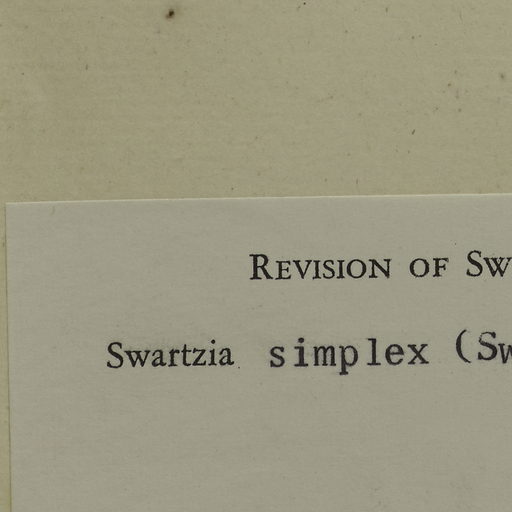 REVISION OF SW
Swartzia simplex (Sw